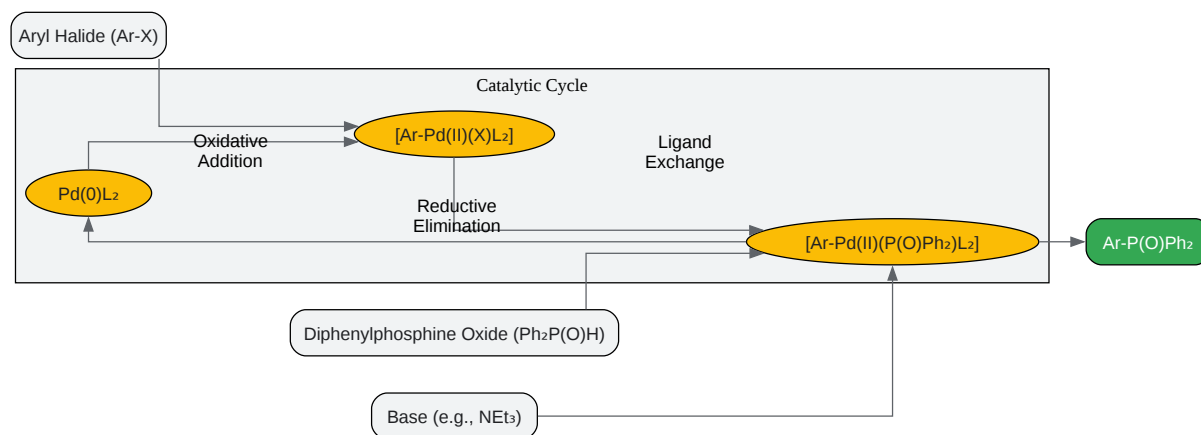 Aryl Halide (Ar-X)
Catalytic Cycle
[Ar-Pd(II)(X)L₂]
Oxidative
Addition
Ligand
Exchange
Pd(0)L₂
Reductive
Elimination
[Ar-Pd(II)(P(O)Ph₂)L₂]
Ar-P(O)Ph₂
Diphenylphosphine Oxide (Ph₂P(O)H)
Base (e.g., NEt₃)